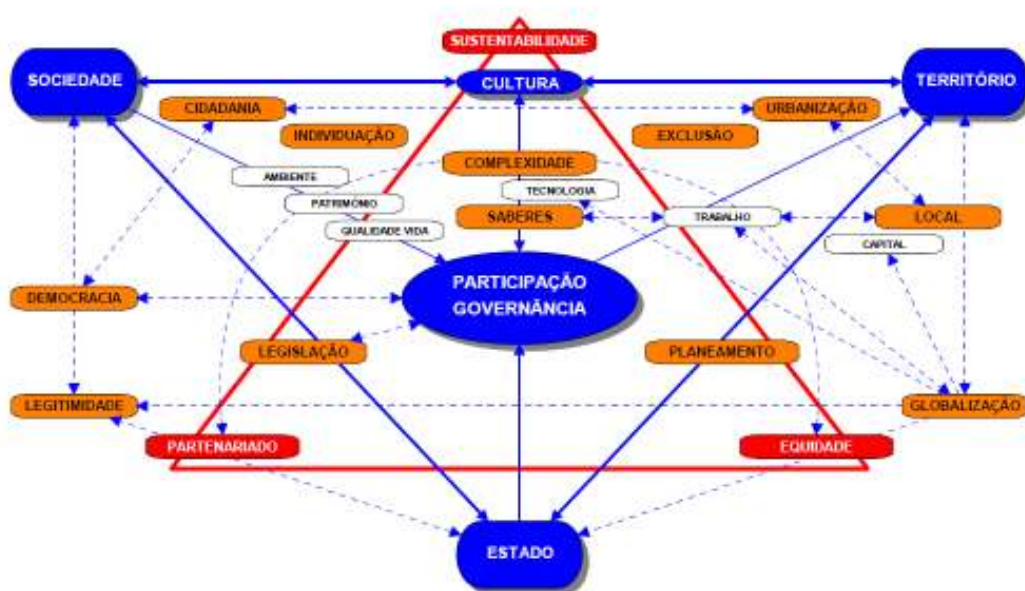 SUSTENTABILIDADE
SOCIEDADE
CULTURA
TERRITÓRIO
CIDADANIA
URBANIZAÇÃO
INDIVIDUAÇÃO
EXCLUSÃO
COMPLEXIDADE
AMBIENTE
TECNOLOGIA
PATRIMÓNIO
SABERES
TRABALHO
LOCAL
QUALIDADE VIDA
CAPITAL
PARTICIPAÇÃO
GOVERNÂNCIA
DEMOCRACIA
LEGISLAÇÃO
PLANEAMENTO
LEGITIMIDADE
GLOBALIZAÇÃO
PARTENARIADO
EQUIDADE
ESTADO